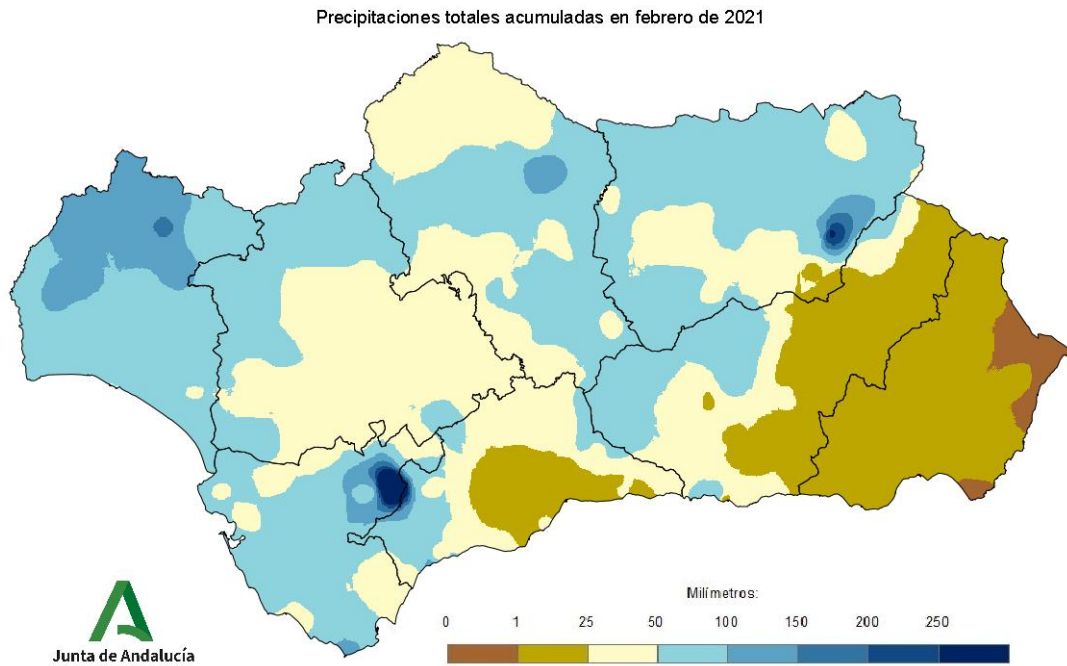 Precipitaciones totales acumuladas en febrero de 2021
Milímetros:
0 1 25 50 100 150 200 250
Junta de Andalucía